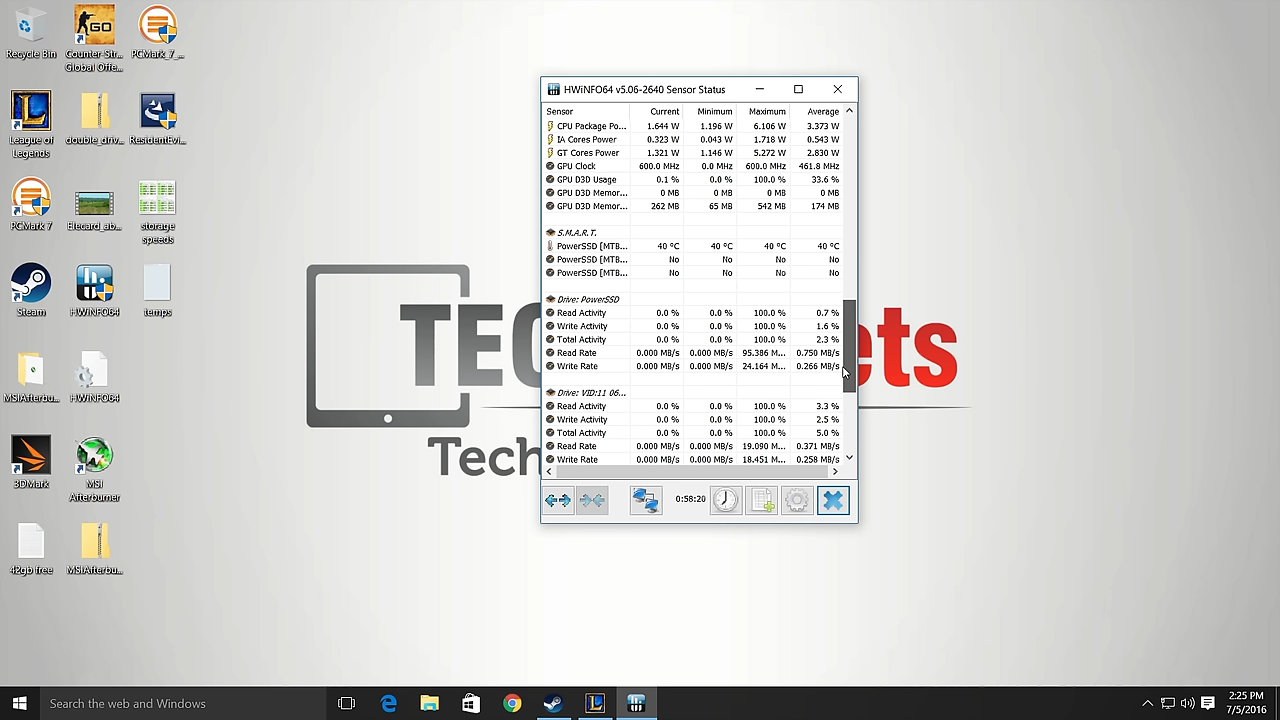 Recycle Bin
Counter-Str...
Global Offe...
PCMark_7_...
League of
Legends
double_driv...
ResidentEvi...
PCMark 7
Elecard_ab...
storage
speeds
Steam
HWiNFO64
temps
MSIAfterbu...
HWiNFO64
3DMark
MSI
Afterburner
42gb free
MSIAfterbu...
TEC
ets
Tech
HWiNFO64 v5.06-2640 Sensor Status
Sensor Current Minimum Maximum Average
CPU Package Po... 1.644 W 1.196 W 6.106 W 3.373 W
IA Cores Power 0.323 W 0.043 W 1.718 W 0.543 W
GT Cores Power 1.321 W 1.146 W 5.272 W 2.830 W
GPU Clock 600.0 MHz 0.0 MHz 600.0 MHz 461.8 MHz
GPU D3D Usage 0.1 % 0.0 % 100.0 % 33.6 %
GPU D3D Memor... 0 MB 0 MB 0 MB 0 MB
GPU D3D Memor... 262 MB 65 MB 542 MB 174 MB
S.M.A.R.T.
PowerSSD [MTB... 40 °C 40 °C 40 °C 40 °C
PowerSSD [MTB... No No No No
PowerSSD [MTB... No No No No
Drive: PowerSSD
Read Activity 0.0 % 0.0 % 100.0 % 0.7 %
Write Activity 0.0 % 0.0 % 100.0 % 1.6 %
Total Activity 0.0 % 0.0 % 100.0 % 2.3 %
Read Rate 0.000 MB/s 0.000 MB/s 95.386 M... 0.750 MB/s
Write Rate 0.000 MB/s 0.000 MB/s 24.164 M... 0.266 MB/s
Drive: VID:11 06...
Read Activity 0.0 % 0.0 % 100.0 % 3.3 %
Write Activity 0.0 % 0.0 % 100.0 % 2.5 %
Total Activity 0.0 % 0.0 % 100.0 % 5.0 %
Read Rate 0.000 MB/s 0.000 MB/s 19.090 M... 0.371 MB/s
Write Rate 0.000 MB/s 0.000 MB/s 18.451 M... 0.258 MB/s
0:58:20
Search the web and Windows
2:25 PM
7/5/2016